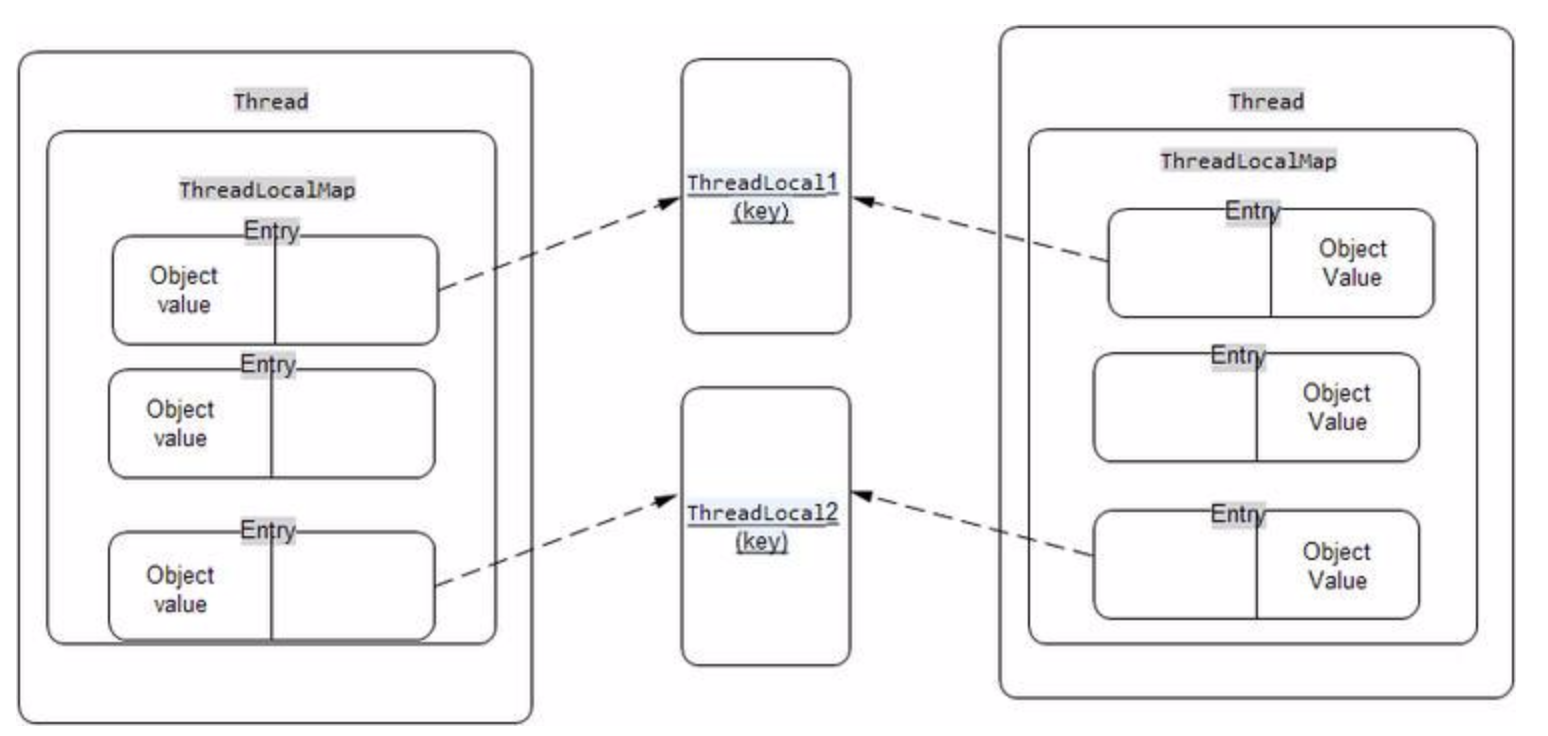 Thread
ThreadLocalMap
Entry
Object
value
Entry
Object
value
Entry
Object
value
ThreadLocal1
(key)
ThreadLocal2
(key)
Thread
ThreadLocalMap
Entry
Object
Value
Entry
Object
Value
Entry
Object
Value